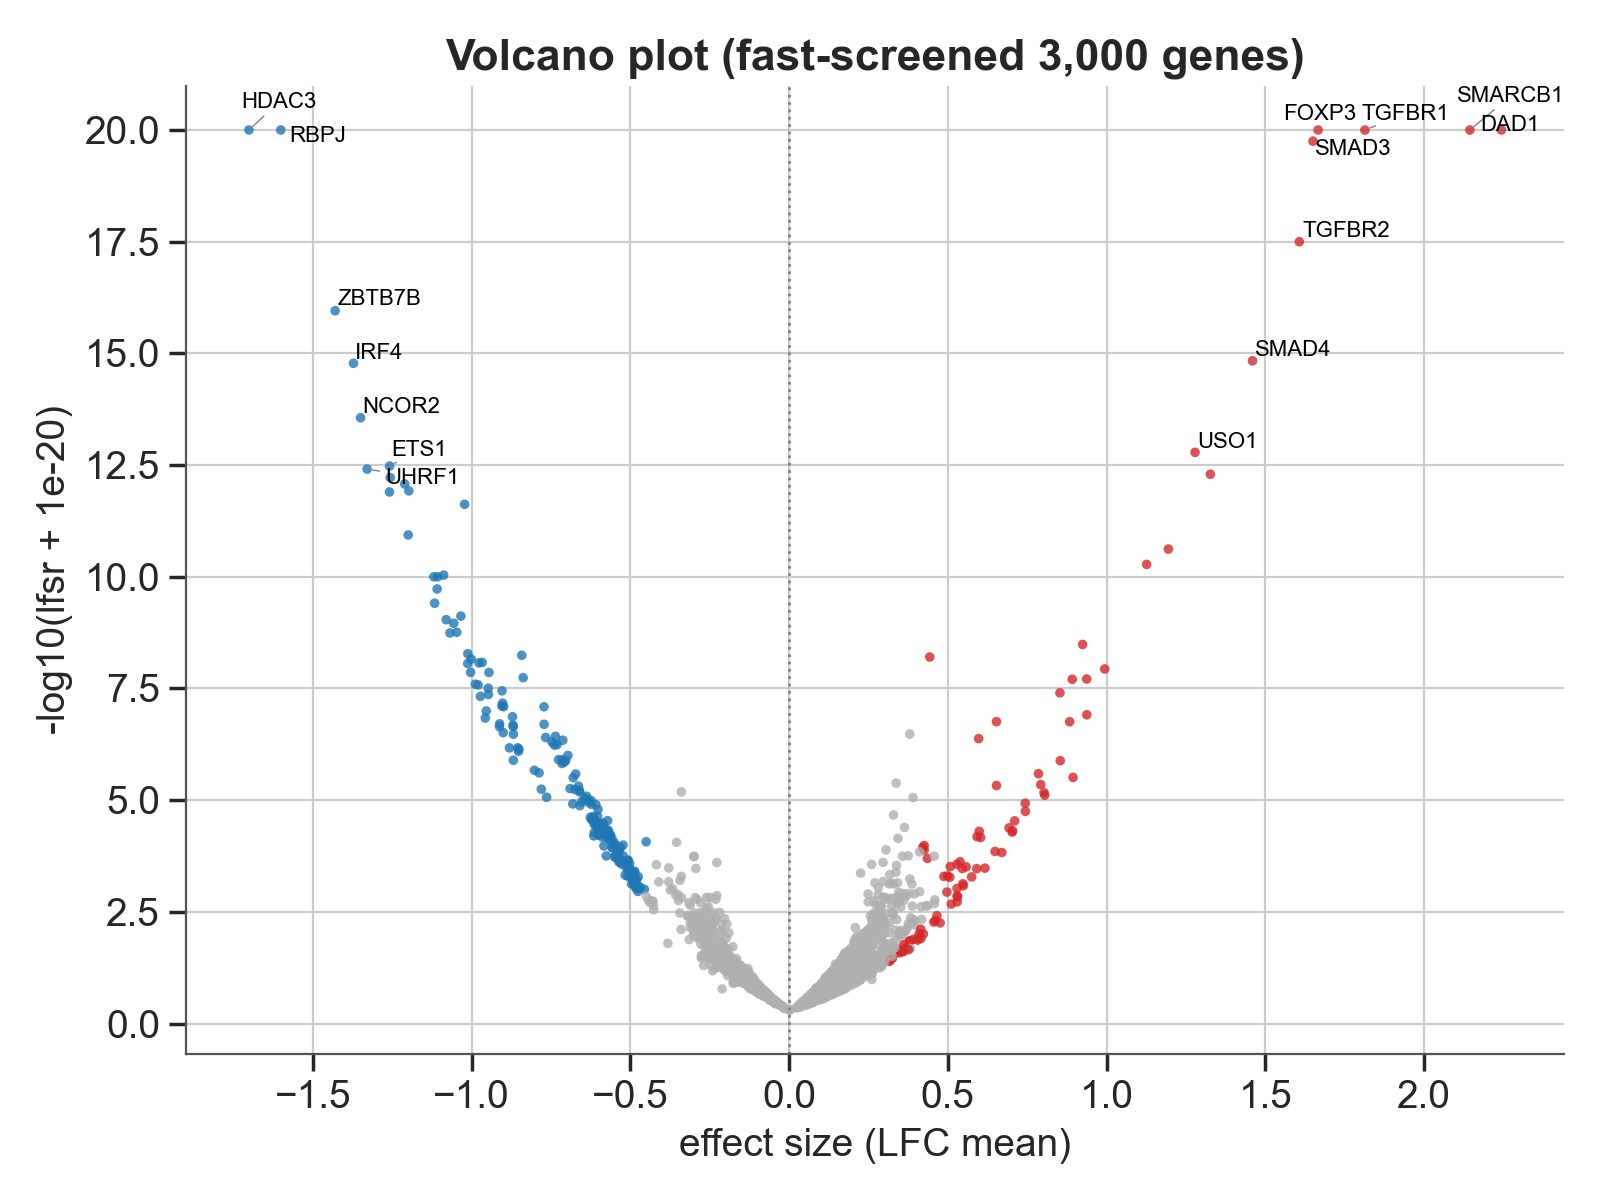 Volcano plot (fast-screened 3,000 genes)
HDAC3
RBPJ
FOXP3
TGFBR1
SMARCB1
DAD1
SMAD3
TGFBR2
ZBTB7B
IRF4
SMAD4
NCOR2
ETS1
UHRF1
USO1
20.0
17.5
15.0
12.5
10.0
7.5
5.0
2.5
0.0
-log10(lfsr + 1e-20)
−1.5
−1.0
−0.5
0.0
0.5
1.0
1.5
2.0
effect size (LFC mean)